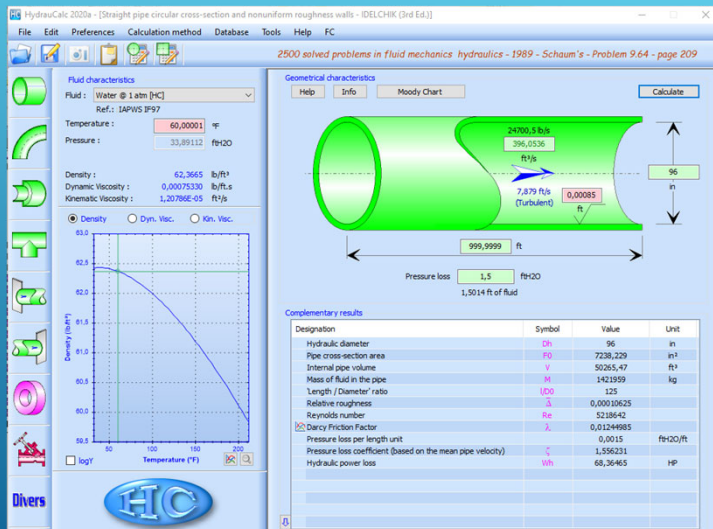 HC HydrauCalc 2020a - [Straight pipe circular cross-section and nonuniform roughness walls - IDELCHIK (3rd Ed.)]
File Edit Preferences Calculation method Database Tools Help FC
2500 solved problems in fluid mechanics hydraulics - 1989 - Schaum's - Problem 9.64 - page 209
Fluid characteristics
Fluid : Water @ 1 atm [HC]
Ref.: IAPWS IF97
Temperature : 60,00001 °F
Pressure : 33,89112 ftH2O
Density : 62,3665 lb/ft³
Dynamic Viscosity : 0,00075330 lb/ft.s
Kinematic Viscosity : 1,20786E-05 ft²/s
Density Dyn. Visc. Kin. Visc.
63,0
62,5
62,0
61,5
61,0
60,5
60,0
59,5
Density (lb/ft³)
50 100 150 200
logY Temperature (°F)
Divers
HC
Geometrical characteristics
Help Info Moody Chart Calculate
24700,5 lb/s
396,0536
ft³/s
7,879 ft/s
(Turbulent)
0,00085
ft
96
in
999,9999 ft
Pressure loss 1,5 ftH2O
1,5014 ft of fluid
Complementary results
Designation Symbol Value Unit
Hydraulic diameter Dh 96 in
Pipe cross-section area F0 7238,229 in²
Internal pipe volume V 50265,47 ft³
Mass of fluid in the pipe M 1421959 kg
'Length / Diameter' ratio l/D0 125
Relative roughness Δ̅ 0,00010625
Reynolds number Re 5218642
Darcy Friction Factor λ 0,01244985
Pressure loss per length unit 0,0015 ftH2O/ft
Pressure loss coefficient (based on the mean pipe velocity) ζ 1,556231
Hydraulic power loss Wh 68,36465 HP